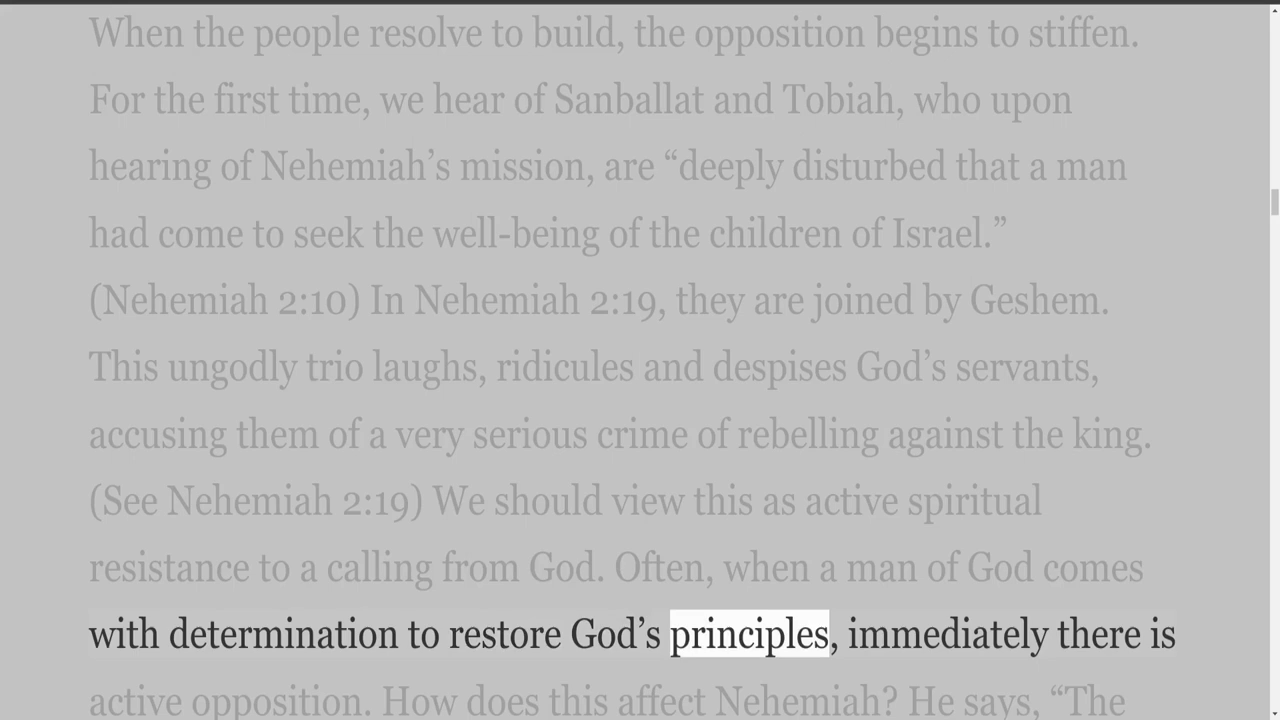 When the people resolve to build, the opposition begins to stiffen.
For the first time, we hear of Sanballat and Tobiah, who upon
hearing of Nehemiah’s mission, are “deeply disturbed that a man
had come to seek the well-being of the children of Israel.”
(Nehemiah 2:10) In Nehemiah 2:19, they are joined by Geshem.
This ungodly trio laughs, ridicules and despises God’s servants,
accusing them of a very serious crime of rebelling against the king.
(See Nehemiah 2:19) We should view this as active spiritual
resistance to a calling from God. Often, when a man of God comes
with determination to restore God’s principles, immediately there is
active opposition. How does this affect Nehemiah? He says, “The